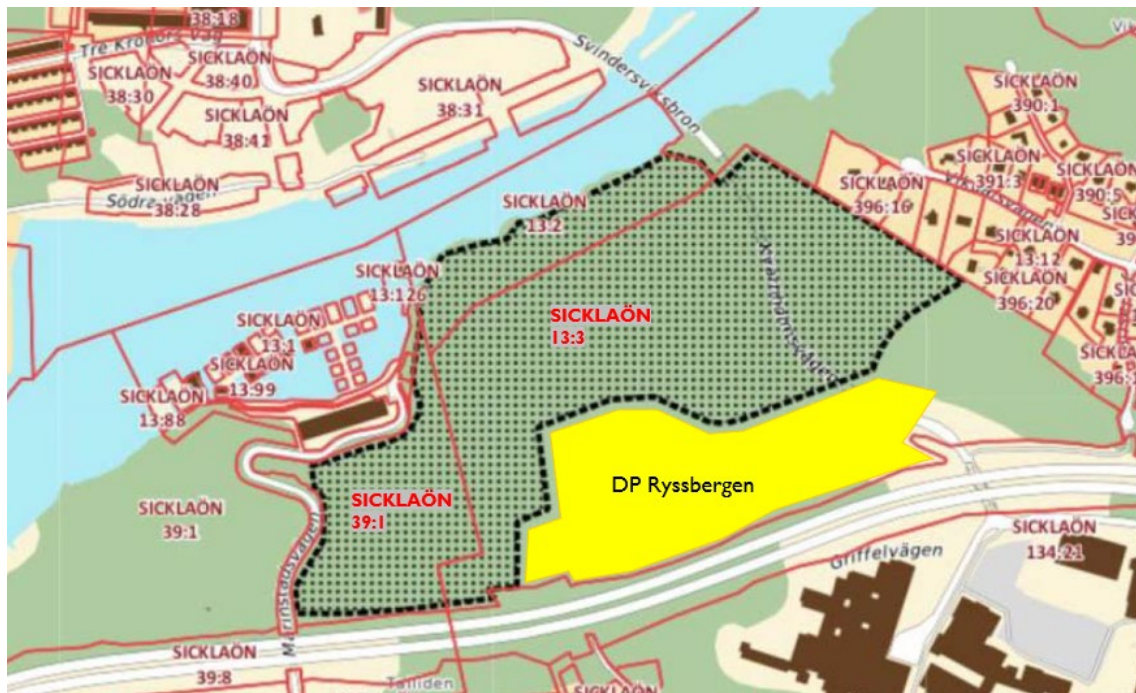 38:18
Tre Kronors väg
SICKLAÖN
38:40
SICKLAÖN
38:30
SICKLAÖN
38:31
SICKLAÖN
38:41
Svindersviksbron
SICKLAÖN
390:1
SICKLAÖN
391:3
SICKLAÖN
390:5
SICKLAÖN
396:16
SICKLAÖN
38:28
Södra vägen
SICKLAÖN
13:2
SICKLAÖN
13:12
SICKLAÖN
396:20
SICKLAÖN
13:126
Kvarnholmsvägen
SICKLAÖN
13:3
SICKLAÖN
13:1
SICKLAÖN
13:99
SICKLAÖN
13:88
DP Ryssbergen
SICKLAÖN
39:1
SICKLAÖN
39:1
Marinstadsvägen
Griffelvägen
SICKLAÖN
134:21
SICKLAÖN
39:8
Talliden
SICKLAÖN